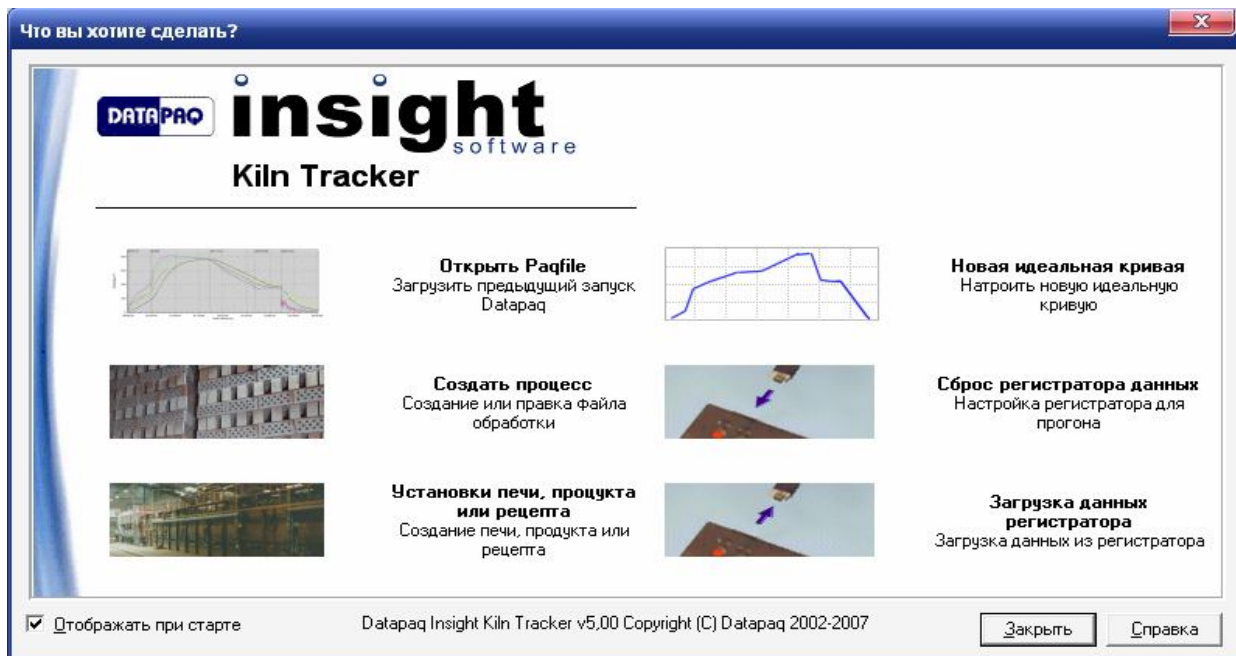 Что вы хотите сделать?
DATAPAQ
insight
software
Kiln Tracker
Открыть Paqfile
Загрузить предыдущий запуск
Datapaq
Новая идеальная кривая
Натроить новую идеальную
кривую
Создать процесс
Создание или правка файла
обработки
Сброс регистратора данных
Настройка регистратора для
прогона
Установки печи, процукта
или рецепта
Создание печи, продукта или
рецепта
Загрузка данных
регистратора
Загрузка данных из регистратора
Отображать при старте
Datapaq Insight Kiln Tracker v5,00 Copyright (C) Datapaq 2002-2007
Закрыть
Справка